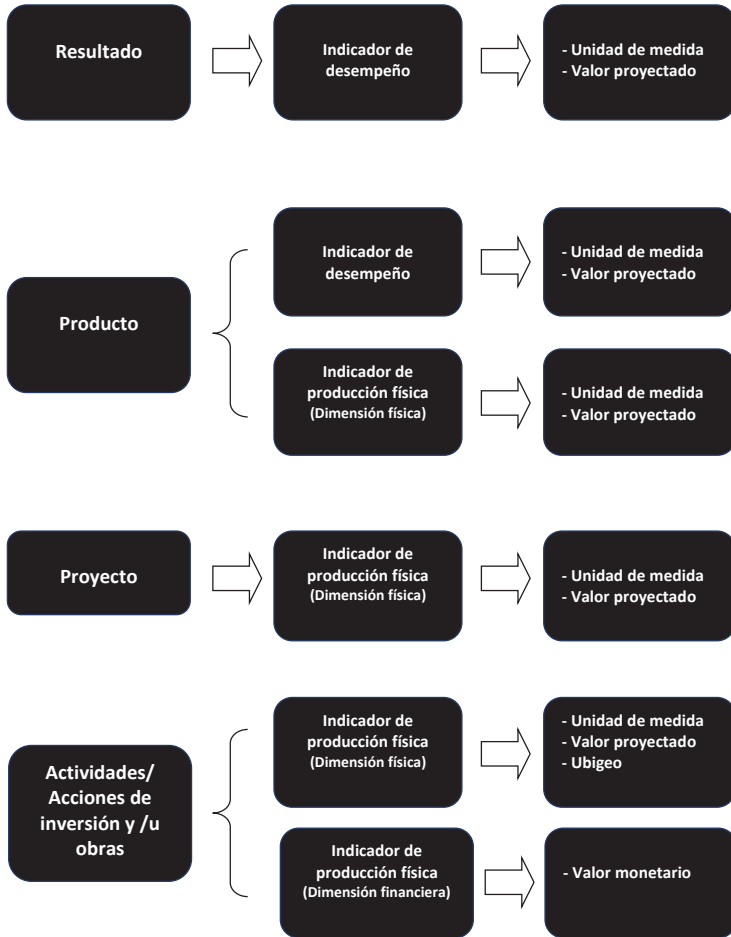 Resultado
Indicador de
desempeño
- Unidad de medida
- Valor proyectado
Producto
Indicador de
desempeño
- Unidad de medida
- Valor proyectado
Indicador de
producción física
(Dimensión física)
- Unidad de medida
- Valor proyectado
Proyecto
Indicador de
producción física
(Dimensión física)
- Unidad de medida
- Valor proyectado
Actividades/
Acciones de
inversión y /u
obras
Indicador de
producción física
(Dimensión física)
- Unidad de medida
- Valor proyectado
- Ubigeo
Indicador de
producción física
(Dimensión financiera)
- Valor monetario